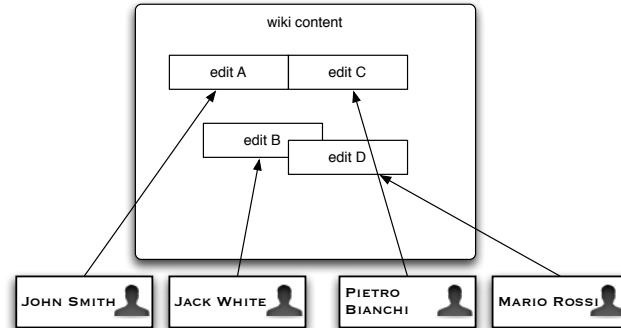 wiki content
edit A
edit C
edit B
edit D
JOHN SMITH
JACK WHITE
PIETRO
BIANCHI
MARIO ROSSI